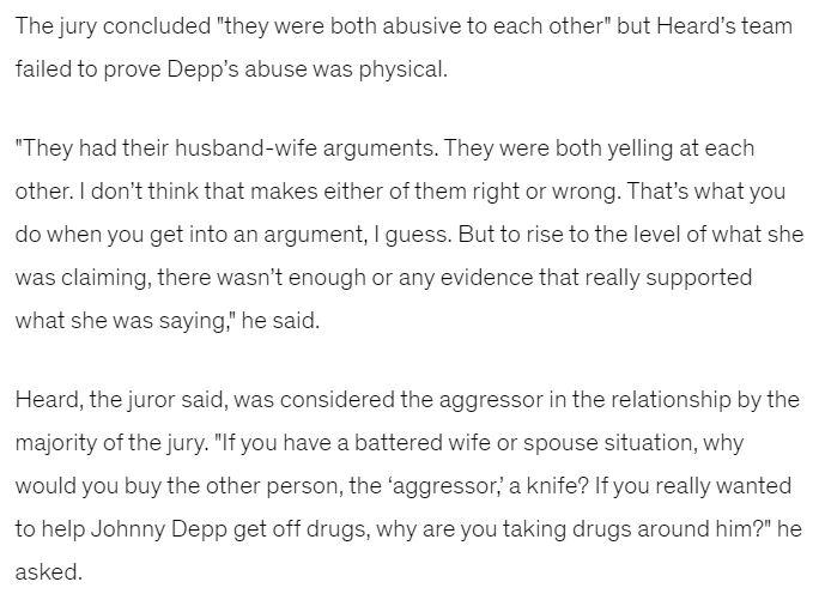 The jury concluded "they were both abusive to each other" but Heard's team
failed to prove Depp's abuse was physical.
"They had their husband-wife arguments. They were both yelling at each
other. I don't think that makes either of them right or wrong. That's what you
do when you get into an argument, I guess. But to rise to the level of what she
was claiming, there wasn't enough or any evidence that really supported
what she was saying," he said.
Heard, the juror said, was considered the aggressor in the relationship by the
majority of the jury. "If you have a battered wife or spouse situation, why
would you buy the other person, the ‘aggressor,’ a knife? If you really wanted
to help Johnny Depp get off drugs, why are you taking drugs around him?" he
asked.